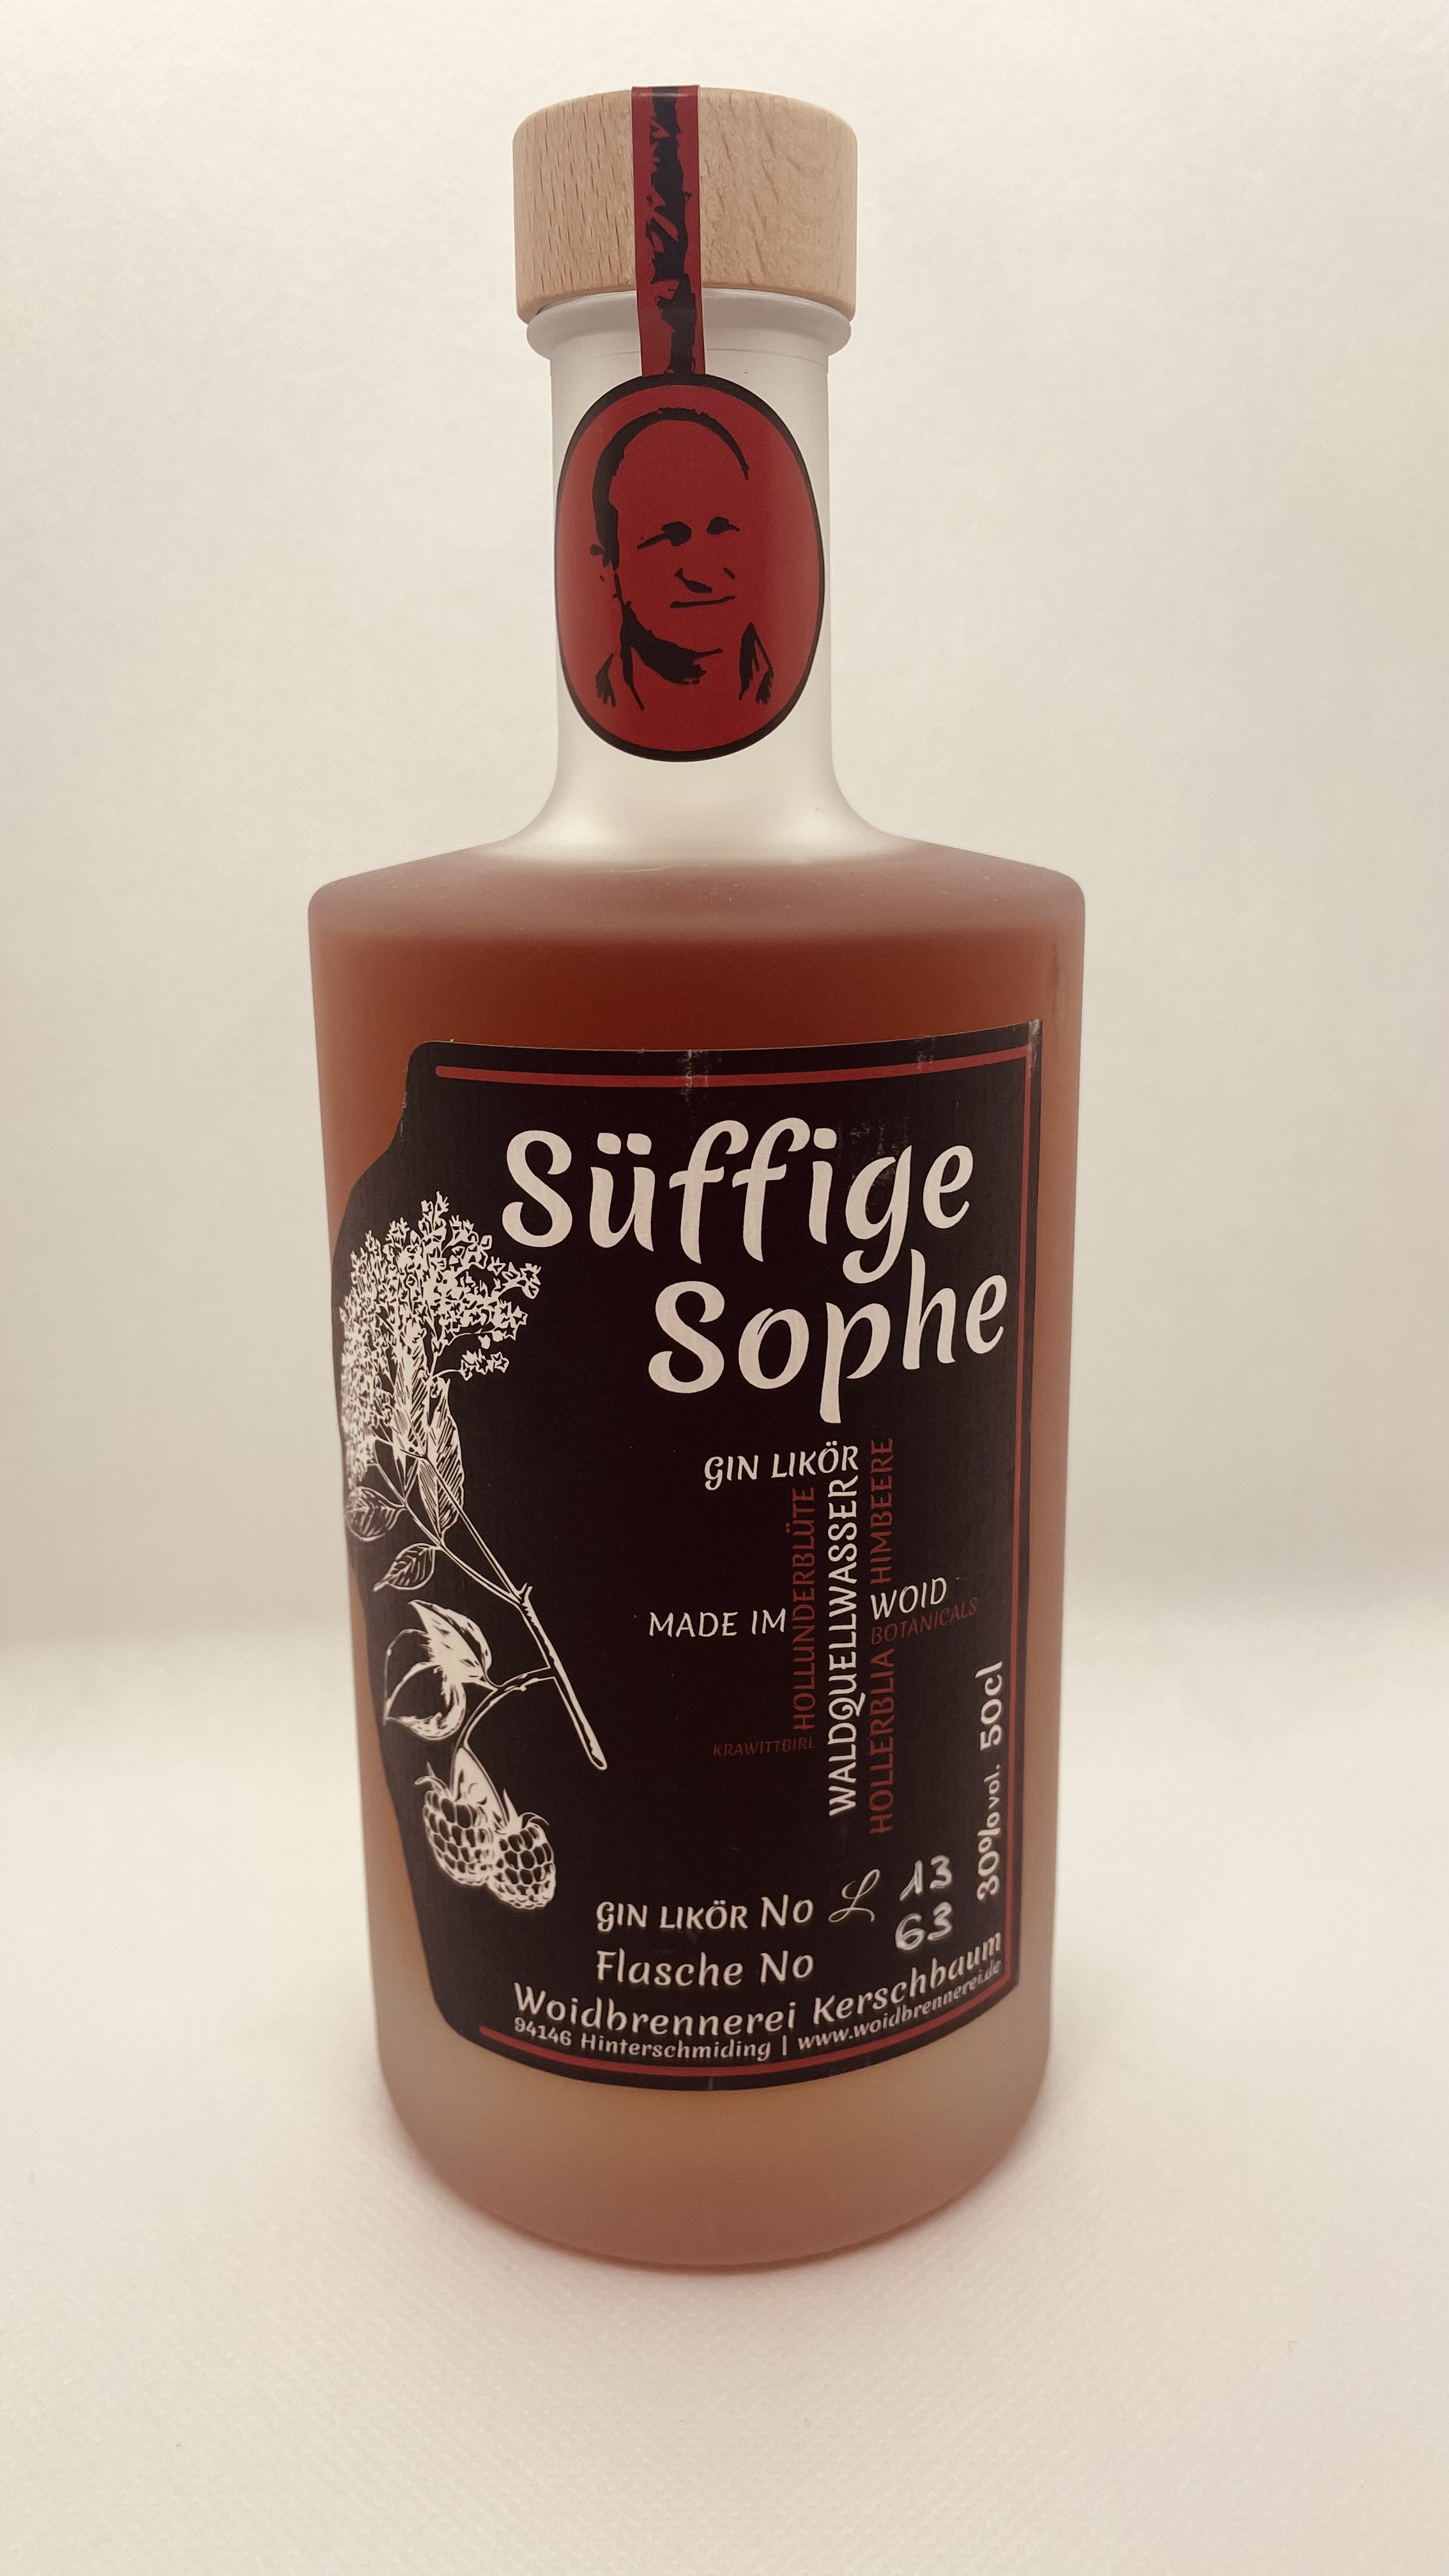 Süffige
Sophe
GIN LIKÖR
HOLLUNDERBLÜTE
WALDQUELLWASSER
HIMBEERE
MADE IM
WOID
BOTANICALS
HOLLERBLIA
KRAWITTBIRL
30%vol. 50cl
GIN LIKÖR No L 13
Flasche No 63
Woidbrennerei Kerschbaum
94146 Hinterschmiding | www.woidbrennerei.de